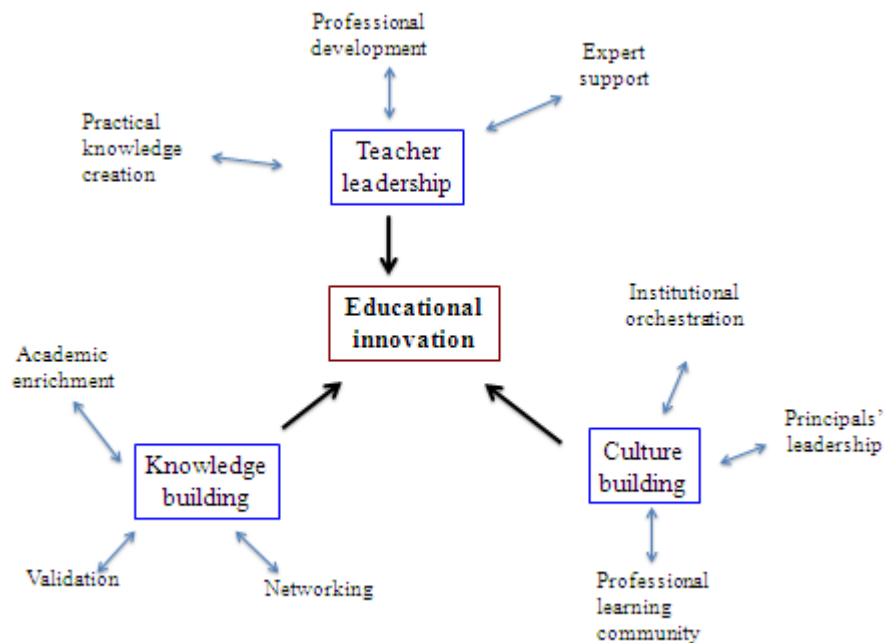 Professional
development
Expert
support
Practical
knowledge
creation
Teacher
leadership
Educational
innovation
Institutional
orchestration
Academic
enrichment
Principals’
leadership
Knowledge
building
Culture
building
Validation
Networking
Professional
learning
community